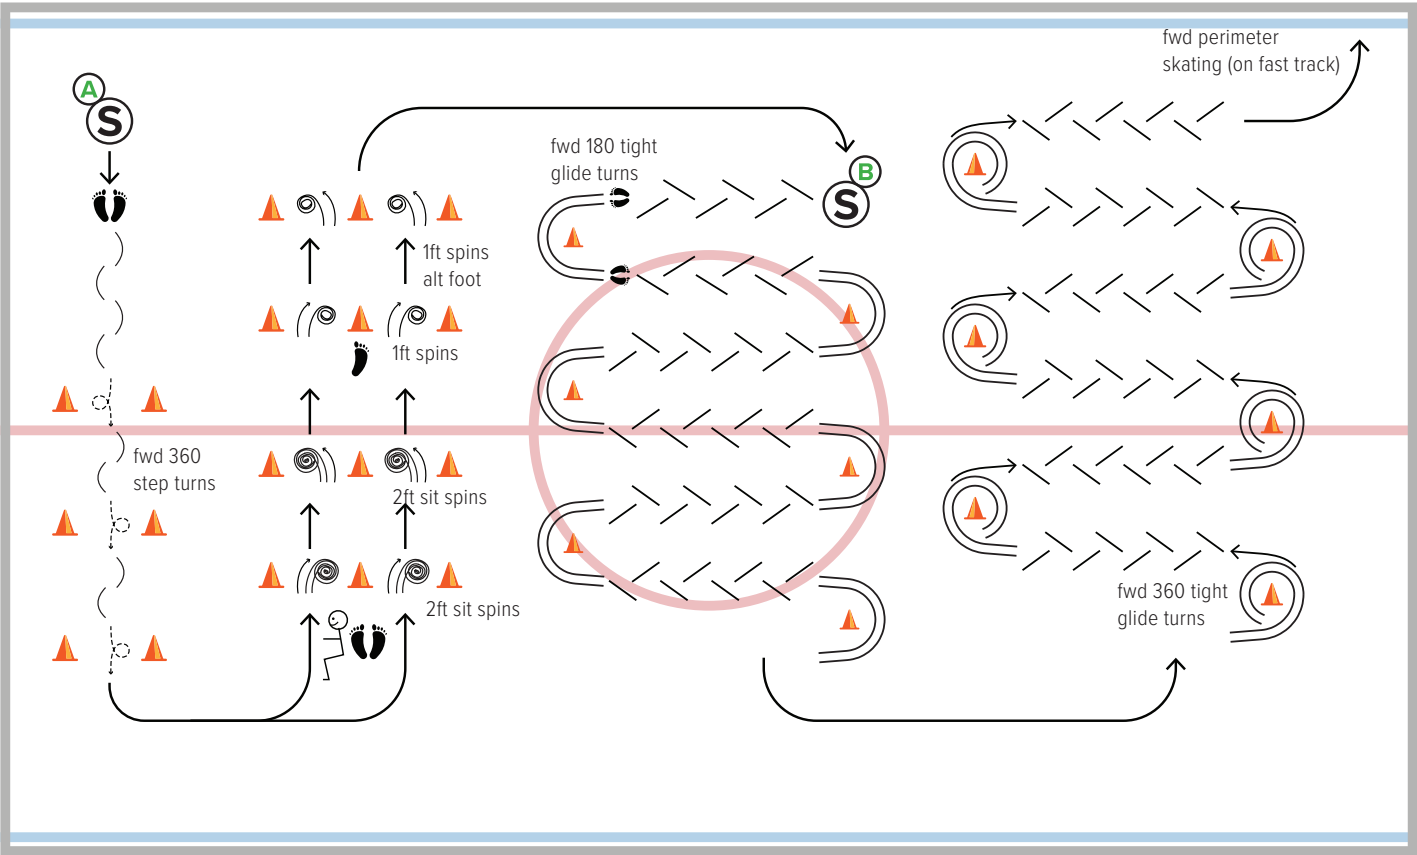 A
S
fwd 360
step turns
1ft spins
alt foot
1ft spins
2ft sit spins
2ft sit spins
fwd 180 tight
glide turns
B
S
fwd perimeter
skating (on fast track)
fwd 360 tight
glide turns